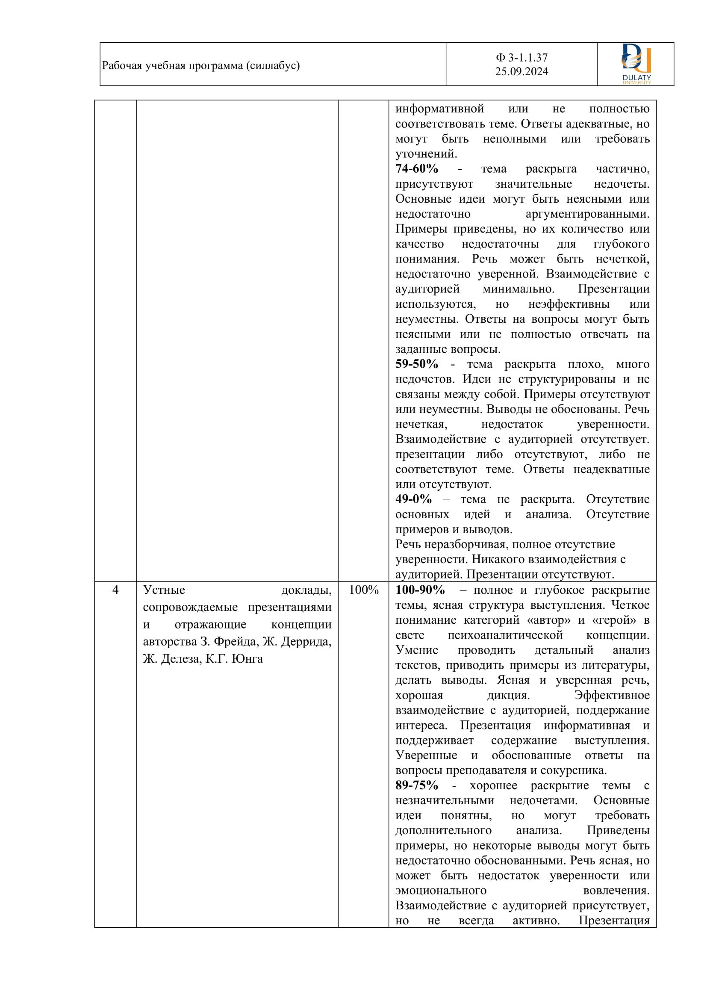 Рабочая учебная программа (силлабус)
Ф 3-1.1.37
25.09.2024
DULATY
UNIVERSITY
информативной или не полностью
соответствовать теме. Ответы адекватные, но
могут быть неполными или требовать
уточнений.
74-60% - тема раскрыта частично,
присутствуют значительные недочеты.
Основные идеи могут быть неясными или
недостаточно аргументированными.
Примеры приведены, но их количество или
качество недостаточны для глубокого
понимания. Речь может быть нечеткой,
недостаточно уверенной. Взаимодействие с
аудиторией минимально. Презентации
используются, но неэффективны или
неуместны. Ответы на вопросы могут быть
неясными или не полностью отвечать на
заданные вопросы.
59-50% - тема раскрыта плохо, много
недочетов. Идеи не структурированы и не
связаны между собой. Примеры отсутствуют
или неуместны. Выводы не обоснованы. Речь
нечеткая, недостаток уверенности.
Взаимодействие с аудиторией отсутствует.
презентации либо отсутствуют, либо не
соответствуют теме. Ответы неадекватные
или отсутствуют.
49-0% – тема не раскрыта. Отсутствие
основных идей и анализа. Отсутствие
примеров и выводов.
Речь неразборчивая, полное отсутствие
уверенности. Никакого взаимодействия с
аудиторией. Презентации отсутствуют.
4
Устные доклады,
сопровождаемые презентациями
и отражающие концепции
авторства З. Фрейда, Ж. Деррида,
Ж. Делеза, К.Г. Юнга
100%
100-90% – полное и глубокое раскрытие
темы, ясная структура выступления. Четкое
понимание категорий «автор» и «герой» в
свете психоаналитической концепции.
Умение проводить детальный анализ
текстов, приводить примеры из литературы,
делать выводы. Ясная и уверенная речь,
хорошая дикция. Эффективное
взаимодействие с аудиторией, поддержание
интереса. Презентация информативная и
поддерживает содержание выступления.
Уверенные и обоснованные ответы на
вопросы преподавателя и сокурсника.
89-75% - хорошее раскрытие темы с
незначительными недочетами. Основные
идеи понятны, но могут требовать
дополнительного анализа. Приведены
примеры, но некоторые выводы могут быть
недостаточно обоснованными. Речь ясная, но
может быть недостаток уверенности или
эмоционального вовлечения.
Взаимодействие с аудиторией присутствует,
но не всегда активно. Презентация